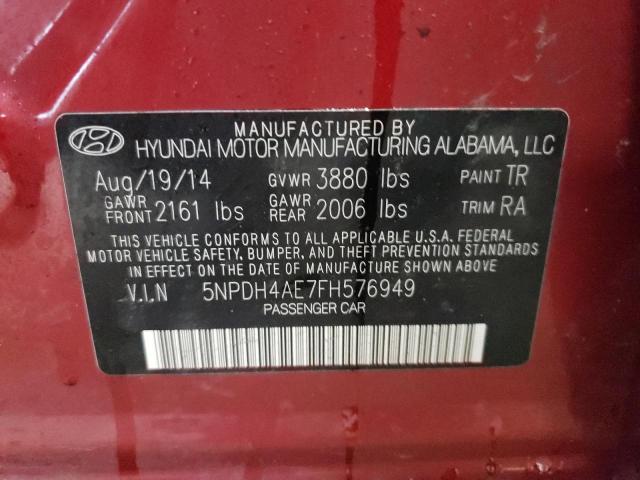 MANUFACTURED BY
HYUNDAI MOTOR MANUFACTURING ALABAMA, LLC
Aug/19/14 GVWR 3880 lbs PAINT TR
GAWR FRONT 2161 lbs GAWR REAR 2006 lbs TRIM RA
THIS VEHICLE CONFORMS TO ALL APPLICABLE U.S.A. FEDERAL
MOTOR VEHICLE SAFETY, BUMPER, AND THEFT PREVENTION STANDARDS
IN EFFECT ON THE DATE OF MANUFACTURE SHOWN ABOVE.
V.I.N 5NPDH4AE7FH576949
PASSENGER CAR